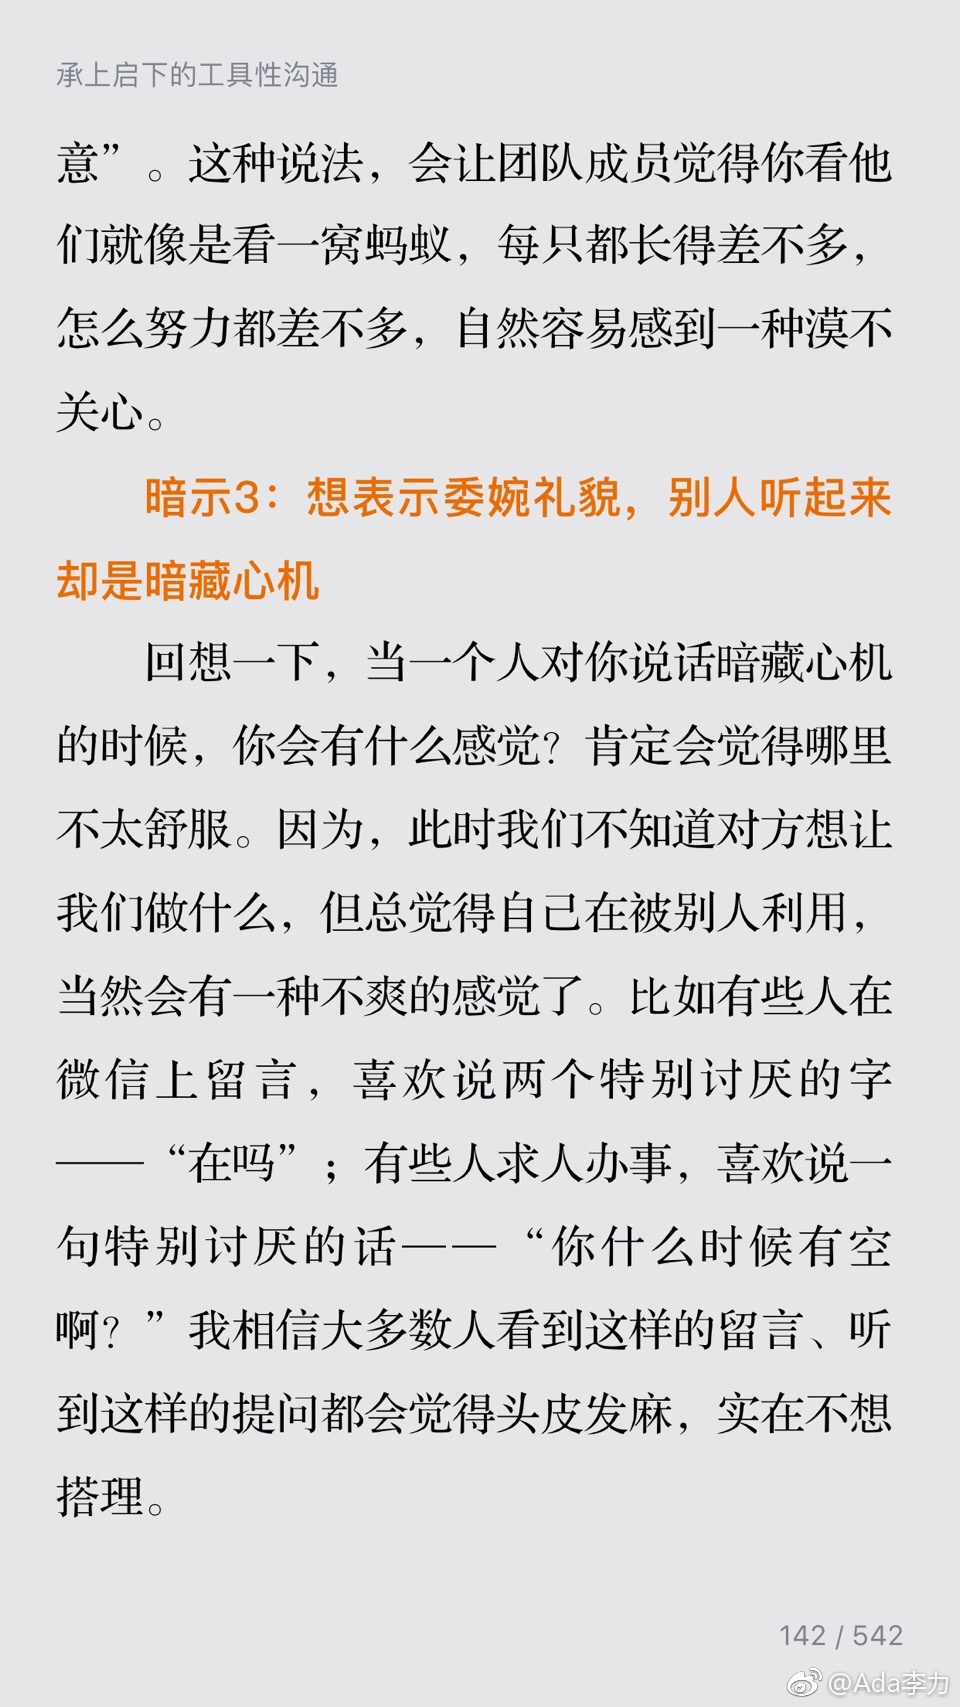 承上启下的工具性沟通
意”。这种说法，会让团队成员觉得你看他
们就像是看一窝蚂蚁，每只都长得差不多，
怎么努力都差不多，自然容易感到一种漠不
关心。
暗示3：想表示委婉礼貌，别人听起来
却是暗藏心机
回想一下，当一个人对你说话暗藏心机
的时候，你会有什么感觉？肯定会觉得哪里
不太舒服。因为，此时我们不知道对方想让
我们做什么，但总觉得自己在被别人利用，
当然会有一种不爽的感觉了。比如有些人在
微信上留言，喜欢说两个特别讨厌的字
——“在吗”；有些人求人办事，喜欢说一
句特别讨厌的话——“你什么时候有空
啊？”我相信大多数人看到这样的留言、听
到这样的提问都会觉得头皮发麻，实在不想
搭理。
142 / 542
@Ada李力